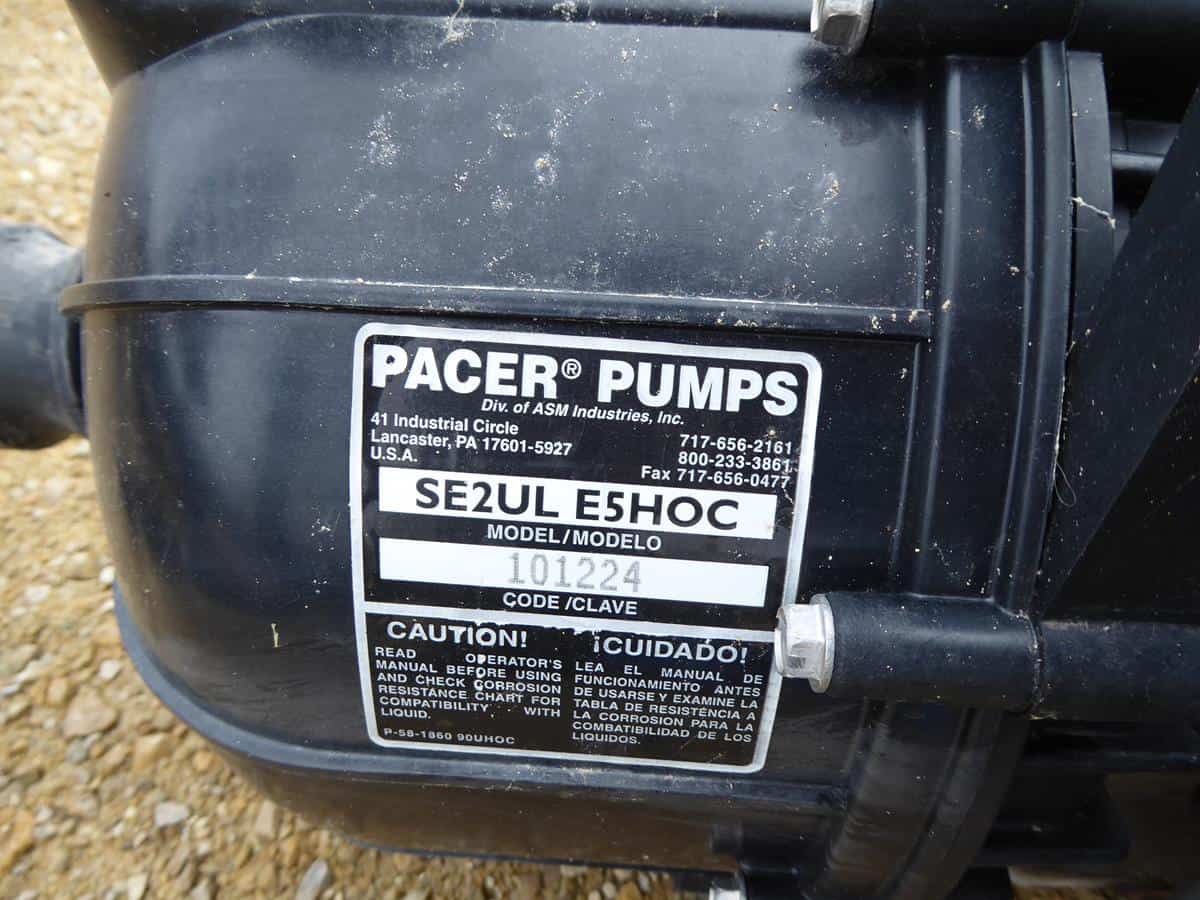 PACER® PUMPS
Div. of ASM Industries, Inc.
41 Industrial Circle
Lancaster, PA 17601-5927
U.S.A.
717-656-2161
800-233-3861
Fax 717-656-0477
SE2UL E5HOC
MODEL/MODELO
101224
CODE /CLAVE
CAUTION!
READ OPERATOR'S
MANUAL BEFORE USING
AND CHECK CORROSION
RESISTANCE CHART FOR
COMPATIBILITY WITH
LIQUID.
P-58-1860 90UHOC
¡CUIDADO!
LEA EL MANUAL DE
FUNCIONAMIENTO ANTES
DE USARSE Y EXAMINE LA
TABLA DE RESISTENCIA A
LA CORROSION PARA LA
COMBATIBILIDAD DE LOS
LIQUIDOS.